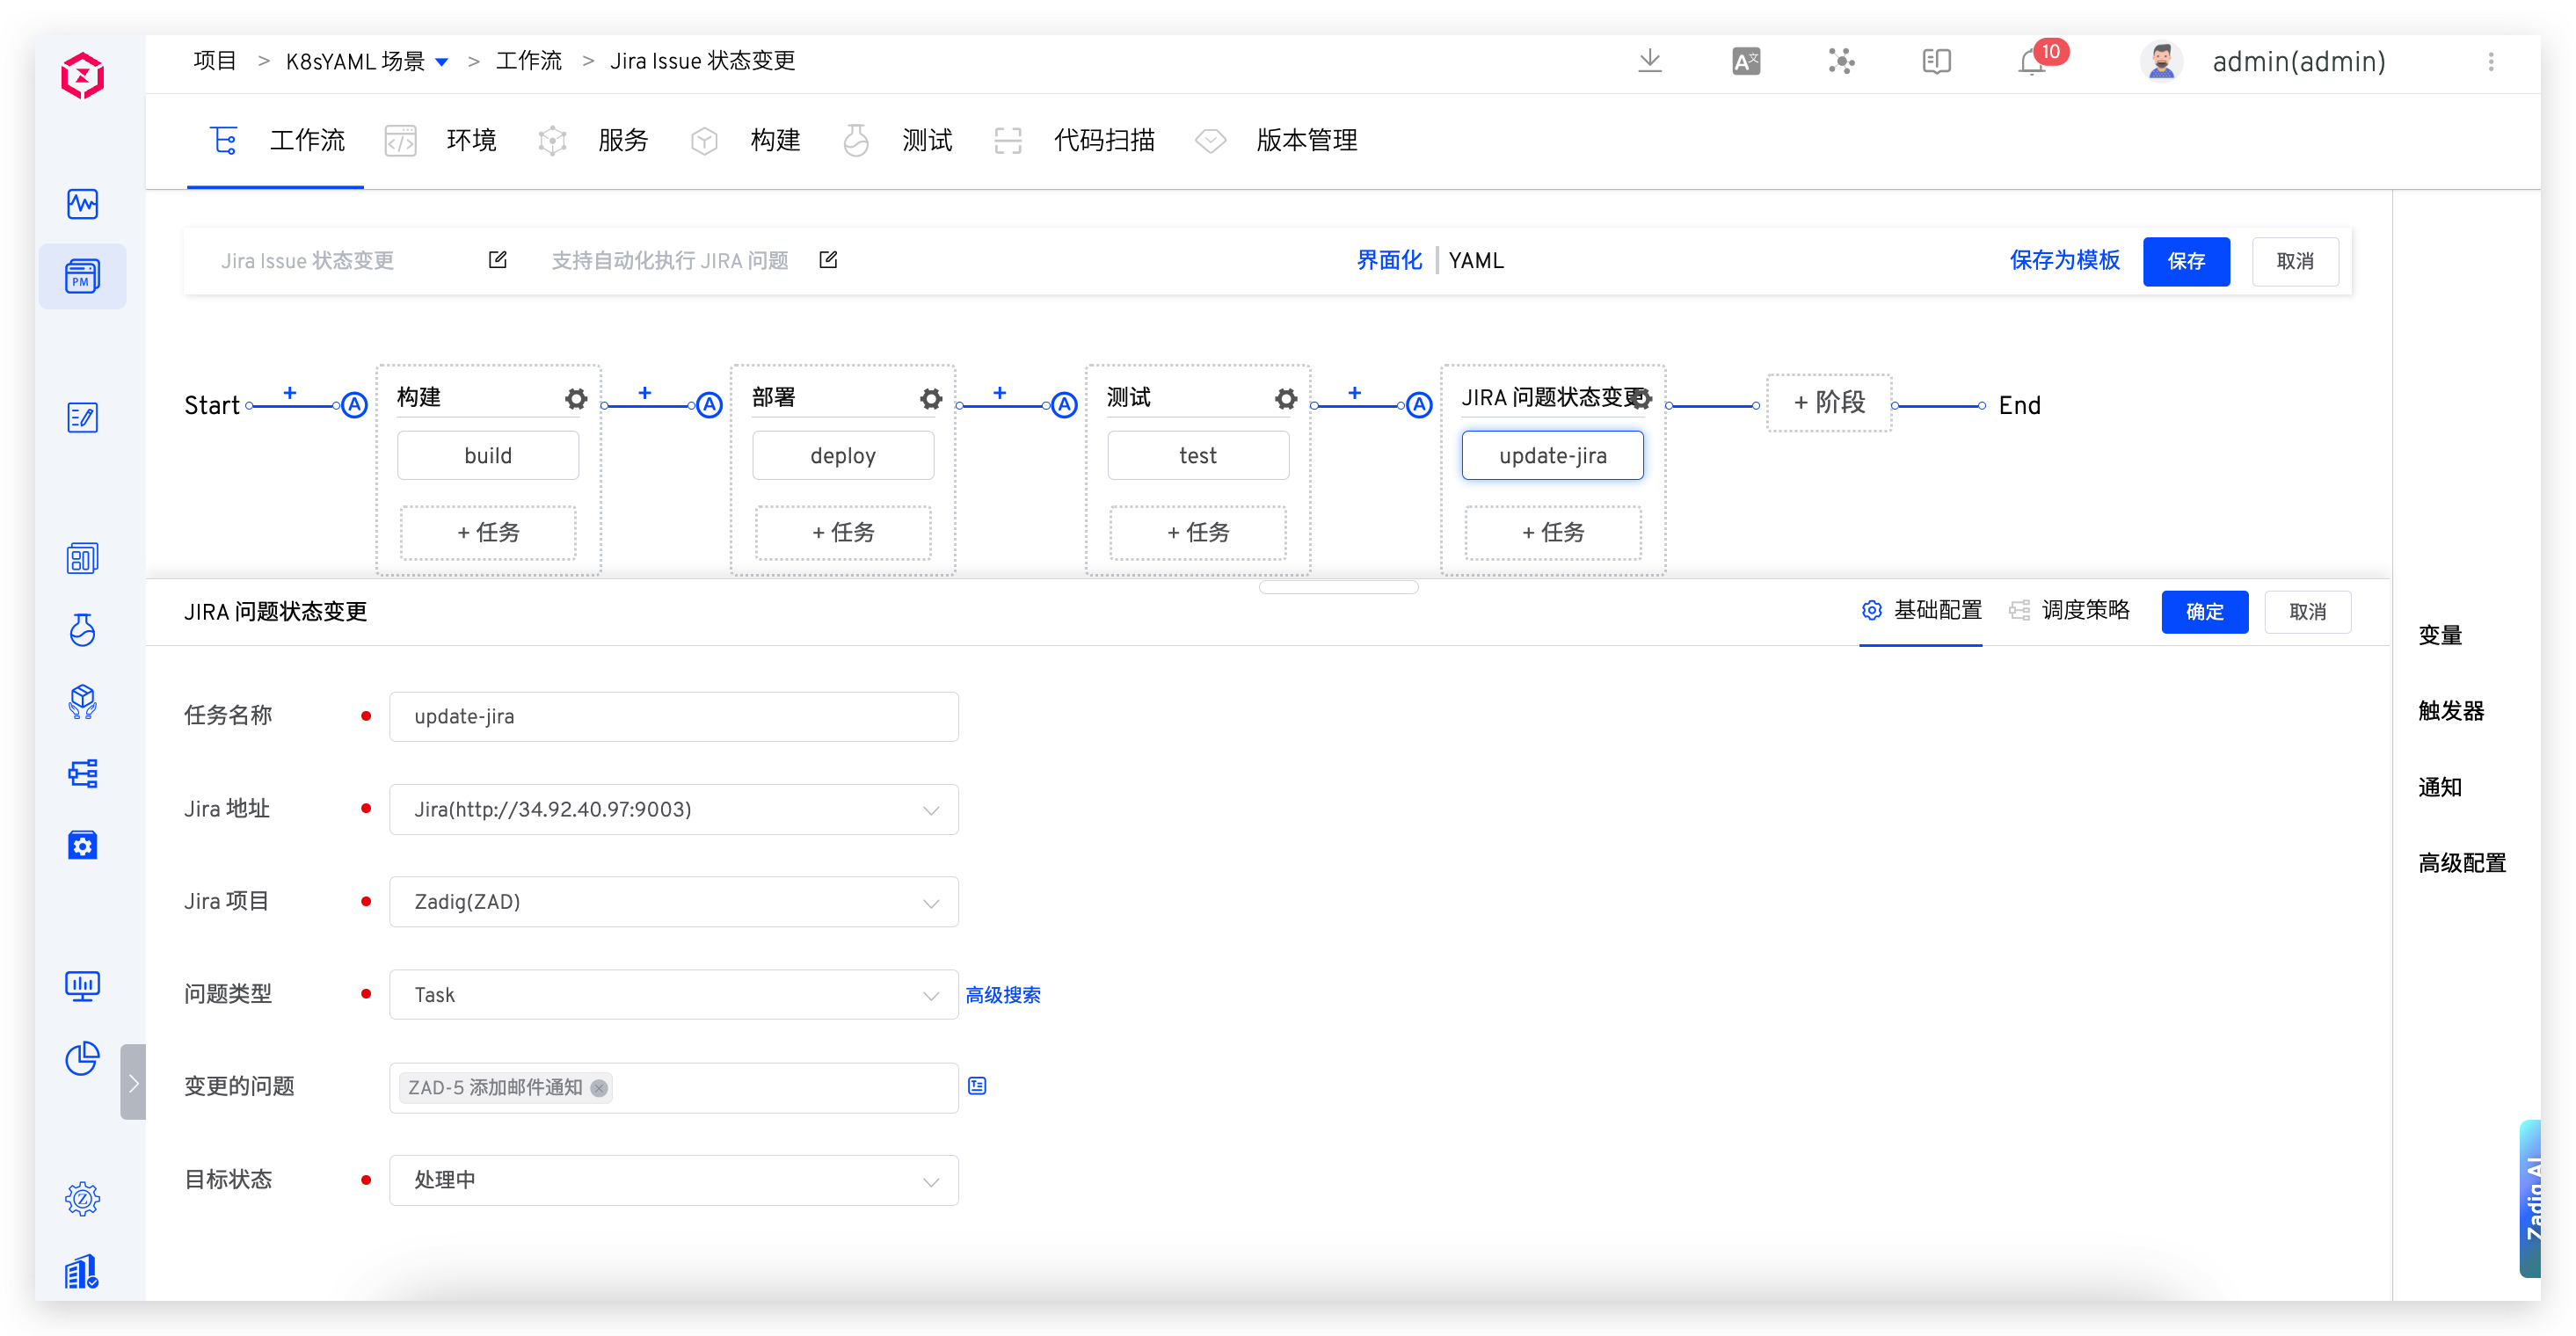 项目 > K8sYAML 场景 > 工作流 > Jira Issue 状态变更
10
admin(admin)
工作流 环境 服务 构建 测试 代码扫描 版本管理
PM
Jira Issue 状态变更 支持自动化执行 JIRA 问题 界面化 YAML 保存为模板 保存 取消
Start + A 构建 + A 部署 + A 测试 + A JIRA 问题状态变更 + 阶段 End
build deploy test update-jira
+ 任务 + 任务 + 任务 + 任务
JIRA 问题状态变更 基础配置 调度策略 确定 取消
任务名称 update-jira
Jira 地址 Jira(http://34.92.40.97:9003)
Jira 项目 Zadig(ZAD)
问题类型 Task 高级搜索
变更的问题 ZAD-5 添加邮件通知
目标状态 处理中
变量
触发器
通知
高级配置
Zadig AI